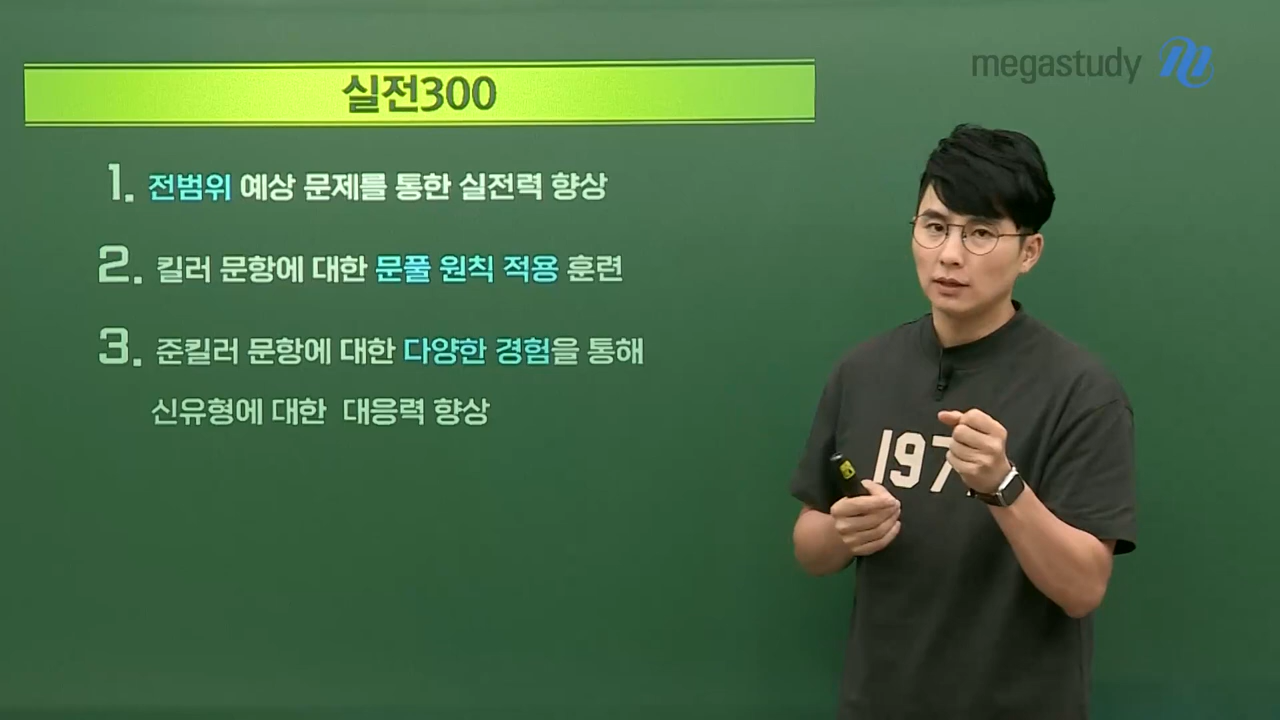 megastudy
실전300
1. 전범위 예상 문제를 통한 실전력 향상
2. 킬러 문항에 대한 문풀 원칙 적용 훈련
3. 준킬러 문항에 대한 다양한 경험을 통해
신유형에 대한 대응력 향상
197